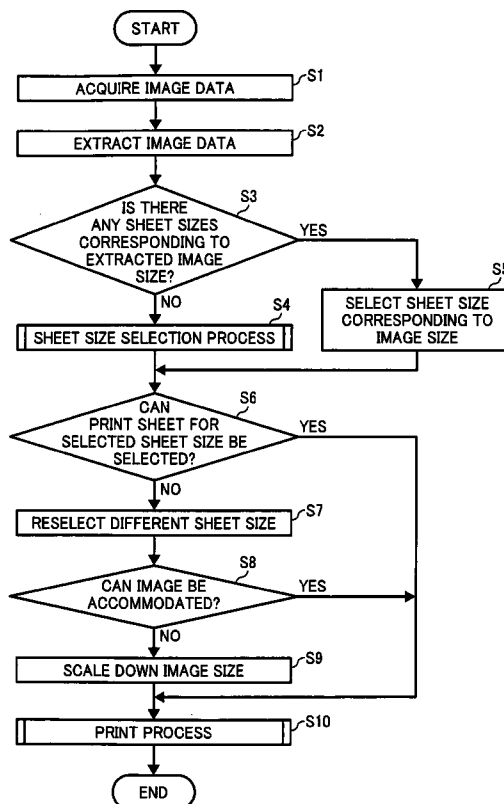 START
S1
ACQUIRE IMAGE DATA
S2
EXTRACT IMAGE DATA
S3
IS THERE
ANY SHEET SIZES
CORRESPONDING TO
EXTRACTED IMAGE
SIZE?
YES
NO
S4
SHEET SIZE SELECTION PROCESS
S5
SELECT SHEET SIZE
CORRESPONDING TO
IMAGE SIZE
S6
CAN
PRINT SHEET FOR
SELECTED SHEET SIZE BE
SELECTED?
YES
NO
S7
RESELECT DIFFERENT SHEET SIZE
S8
CAN IMAGE BE
ACCOMMODATED?
YES
NO
S9
SCALE DOWN IMAGE SIZE
S10
PRINT PROCESS
END